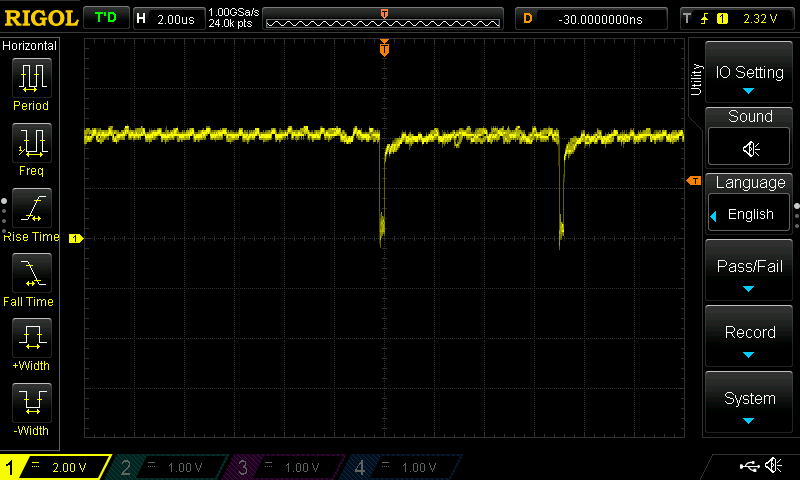 RIGOL T'D H 2.00us 1.00GSa/s
24.0k pts T D -30.0000000ns T 1 2.32 V
Horizontal
Period
Freq
Rise Time
Fall Time
+Width
-Width
T
T
1
Utility
IO Setting
Sound
Language
English
Pass/Fail
Record
System
1 2.00 V 2 1.00 V 3 1.00 V 4 1.00 V